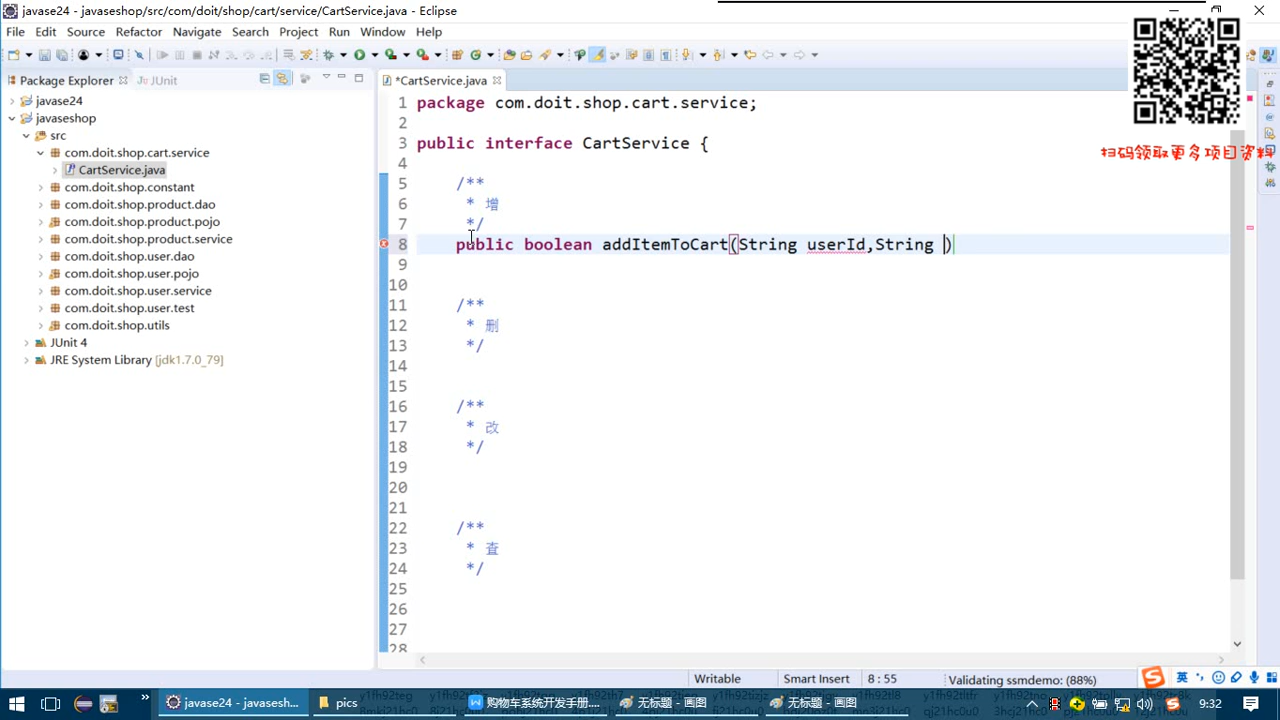 javase24 - javaseshop/src/com/doit/shop/cart/service/CartService.java - Eclipse
File Edit Source Refactor Navigate Search Project Run Window Help
Package Explorer JUnit
*CartService.java
扫码领取更多项目资料
javase24
javaseshop
src
com.doit.shop.cart.service
CartService.java
com.doit.shop.constant
com.doit.shop.product.dao
com.doit.shop.product.pojo
com.doit.shop.product.service
com.doit.shop.user.dao
com.doit.shop.user.pojo
com.doit.shop.user.service
com.doit.shop.user.test
com.doit.shop.utils
JUnit 4
JRE System Library [jdk1.7.0_79]
1 package com.doit.shop.cart.service;
2
3 public interface CartService {
4
5 /**
6 * 增
7 */
8 public boolean addItemToCart(String userId,String )
9
10
11 /**
12 * 删
13 */
14
15
16 /**
17 * 改
18 */
19
20
21
22 /**
23 * 查
24 */
25
26
27
28
Writable Smart Insert 8 : 55 Validating ssmdemo: (88%)
英
javase24 - javasesh... pics 购物车系统开发手册.... 无标题 - 画图 无标题 - 画图 9:32